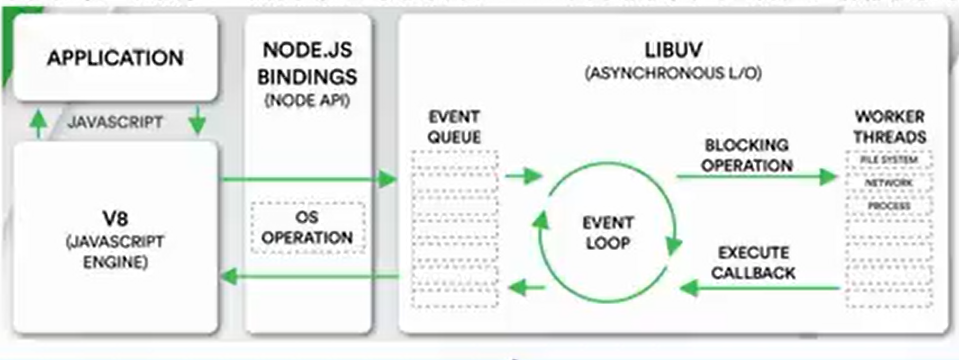 APPLICATION
JAVASCRIPT
V8
(JAVASCRIPT
ENGINE)
NODE.JS
BINDINGS
(NODE API)
OS
OPERATION
LIBUV
(ASYNCHRONOUS L/O)
EVENT
QUEUE
EVENT
LOOP
BLOCKING
OPERATION
EXECUTE
CALLBACK
WORKER
THREADS
FILE SYSTEM
NETWORK
PROCESS